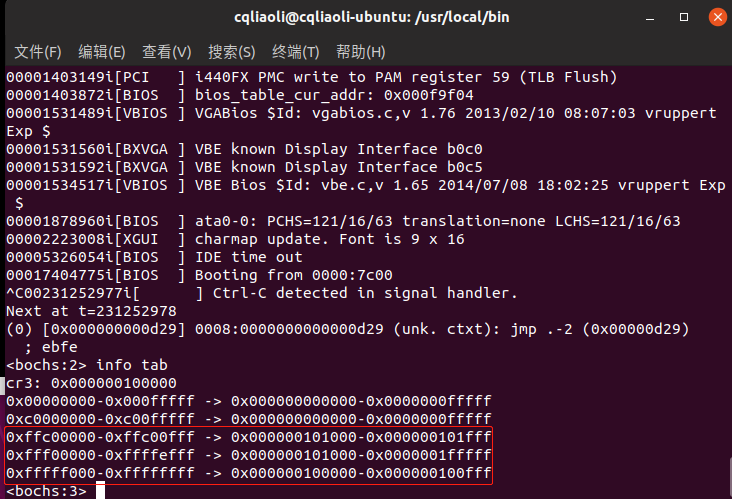 cqliaoli@cqliaoli-ubuntu: /usr/local/bin
文件(F) 编辑(E) 查看(V) 搜索(S) 终端(T) 帮助(H)
00001403149i[PCI   ] i440FX PMC write to PAM register 59 (TLB Flush)
00001403872i[BIOS  ] bios_table_cur_addr: 0x000f9f04
00001531489i[VBIOS ] VGABios $Id: vgabios.c,v 1.76 2013/02/10 08:07:03 vruppert
Exp $
00001531560i[BXVGA ] VBE known Display Interface b0c0
00001531592i[BXVGA ] VBE known Display Interface b0c5
00001534517i[VBIOS ] VBE Bios $Id: vbe.c,v 1.65 2014/07/08 18:02:25 vruppert Exp
 $
00001878960i[BIOS  ] ata0-0: PCHS=121/16/63 translation=none LCHS=121/16/63
00002223008i[XGUI  ] charmap update. Font is 9 x 16
00005326054i[BIOS  ] IDE time out
00017404775i[BIOS  ] Booting from 0000:7c00
^C00231252977i[      ] Ctrl-C detected in signal handler.
Next at t=231252978
(0) [0x000000000d29] 0008:0000000000000d29 (unk. ctxt): jmp .-2 (0x00000d29)
  ; ebfe
<bochs:2> info tab
cr3: 0x000000100000
0x00000000-0x000fffff -> 0x000000000000-0x0000000fffff
0xc0000000-0xc00fffff -> 0x000000000000-0x0000000fffff
0xffc00000-0xffc00fff -> 0x000000101000-0x000000101fff
0xfff00000-0xffffefff -> 0x000000101000-0x0000001fffff
0xfffff000-0xffffffff -> 0x000000100000-0x000000100fff
<bochs:3>